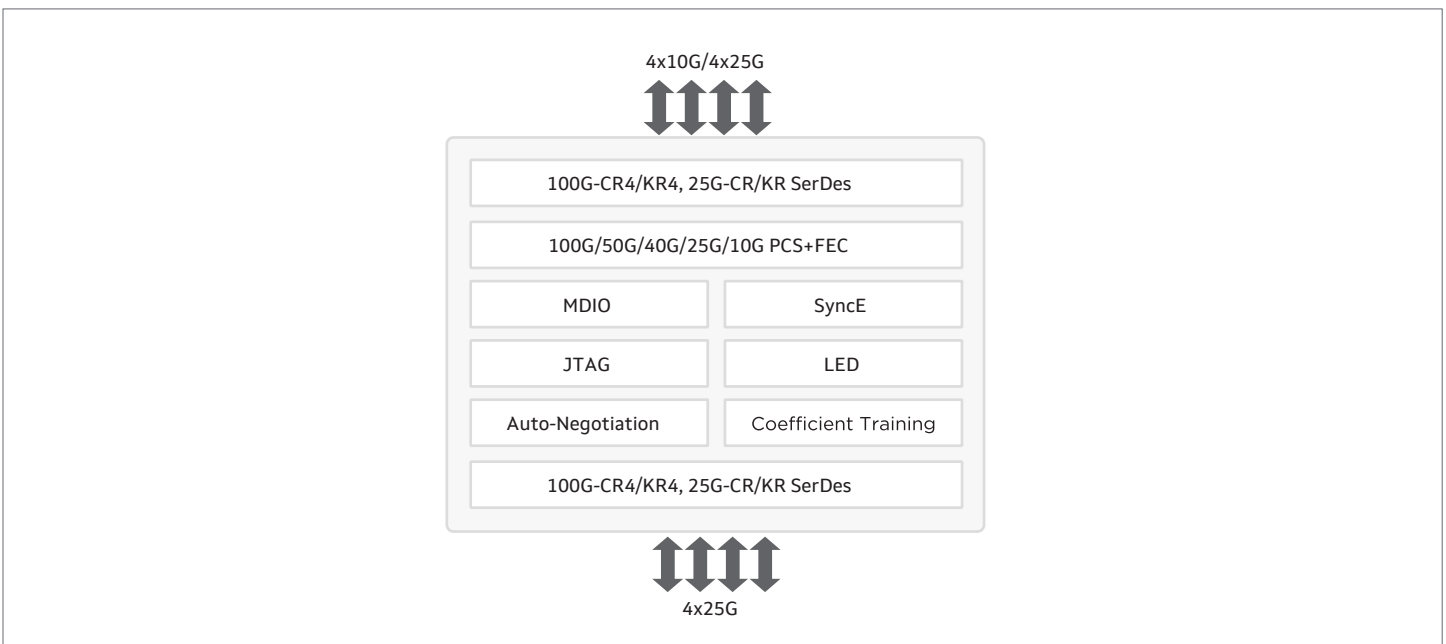 4x10G/4x25G
100G-CR4/KR4, 25G-CR/KR SerDes
100G/50G/40G/25G/10G PCS+FEC
MDIO
SyncE
JTAG
LED
Auto-Negotiation
Coefficient Training
100G-CR4/KR4, 25G-CR/KR SerDes
4x25G